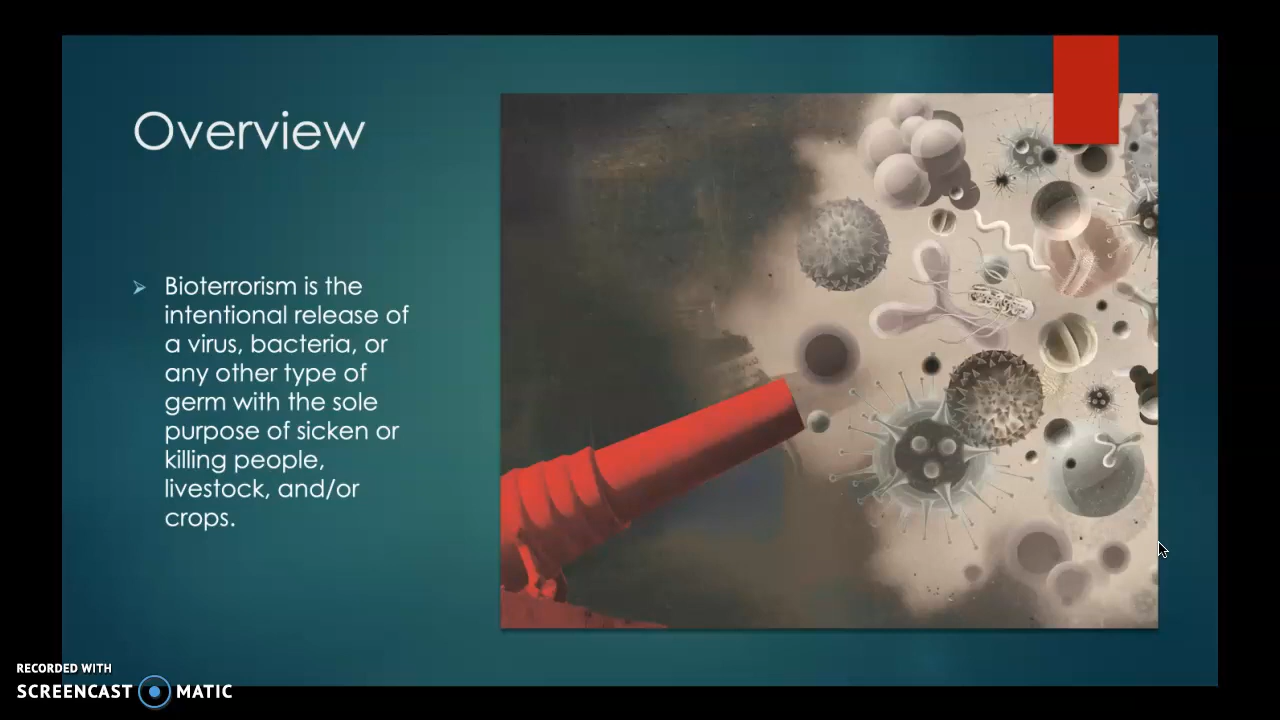 Overview
Bioterrorism is the
intentional release of
a virus, bacteria, or
any other type of
germ with the sole
purpose of sicken or
killing people,
livestock, and/or
crops.
RECORDED WITH
SCREENCAST MATIC